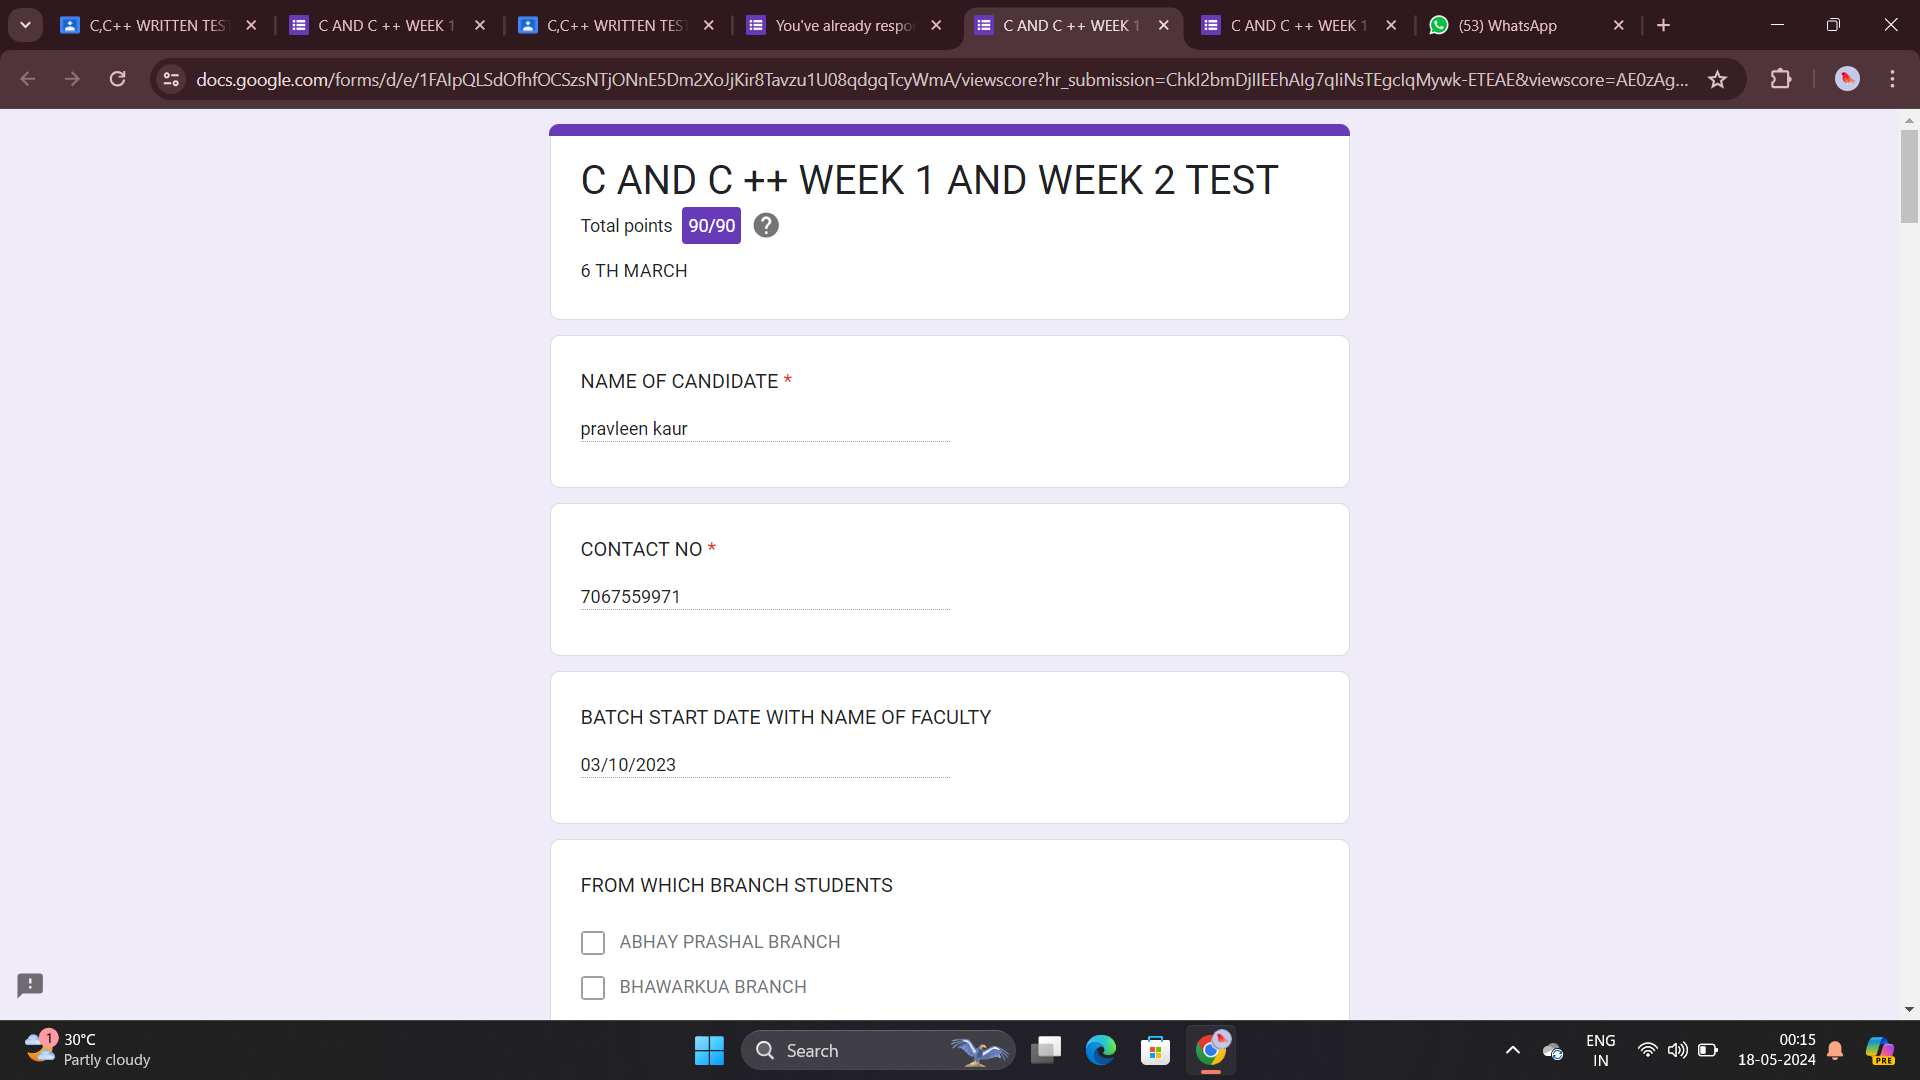 C,C++ WRITTEN TES
C AND C ++ WEEK 1
C,C++ WRITTEN TES
You've already respo
C AND C ++ WEEK 1
C AND C ++ WEEK 1
(53) WhatsApp
docs.google.com/forms/d/e/1FAIpQLSdOfhfOCSzsNTjONnE5Dm2XoJjKir8Tavzu1U08qdgqTcyWmA/viewscore?hr_submission=ChkI2bmDjIIEEhAIg7qIiNsTEgcIqMywk-ETEAE&viewscore=AE0zAg...
C AND C ++ WEEK 1 AND WEEK 2 TEST
Total points 90/90
6 TH MARCH
NAME OF CANDIDATE *
pravleen kaur
CONTACT NO *
7067559971
BATCH START DATE WITH NAME OF FACULTY
03/10/2023
FROM WHICH BRANCH STUDENTS
ABHAY PRASHAL BRANCH
BHAWARKUA BRANCH
1
30°C
Partly cloudy
Search
ENG
IN
00:15
18-05-2024
PRE